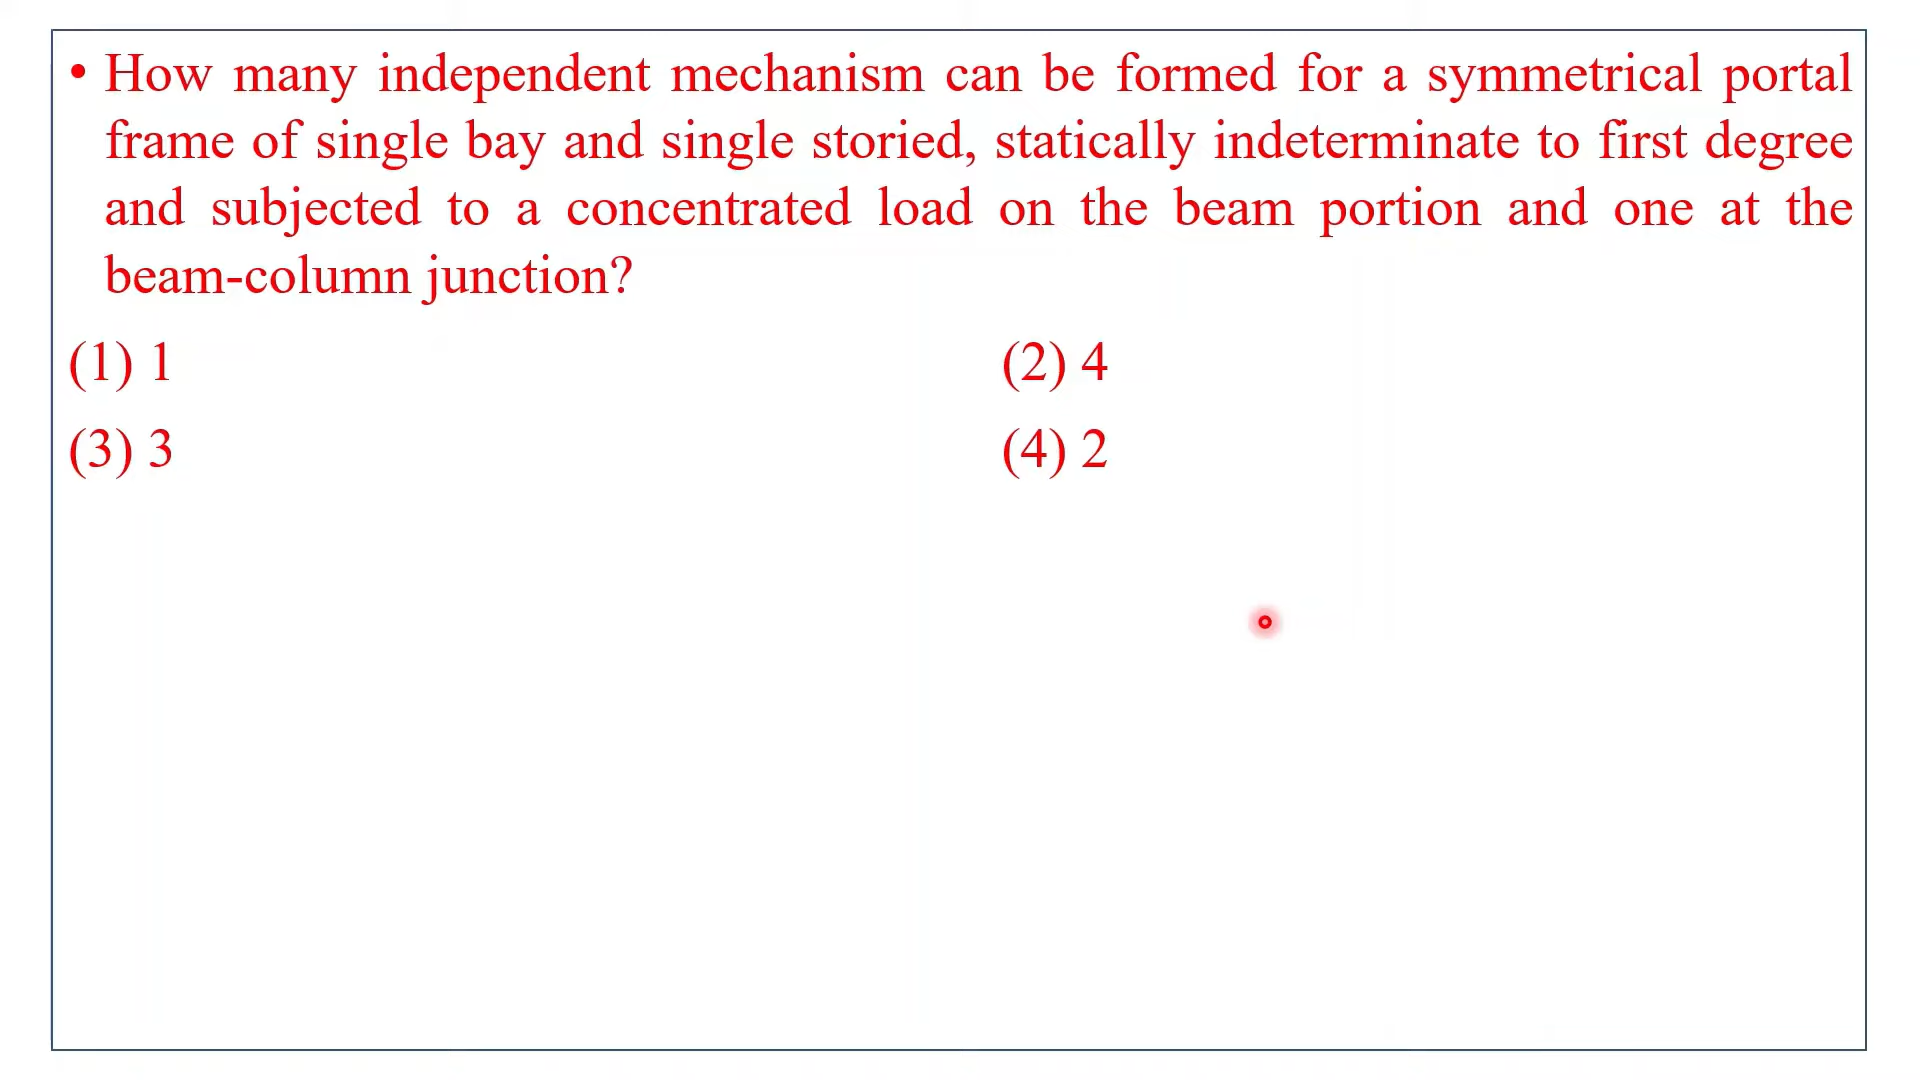 • How many independent mechanism can be formed for a symmetrical portal
frame of single bay and single storied, statically indeterminate to first degree
and subjected to a concentrated load on the beam portion and one at the
beam-column junction?
(1) 1 (2) 4
(3) 3 (4) 2